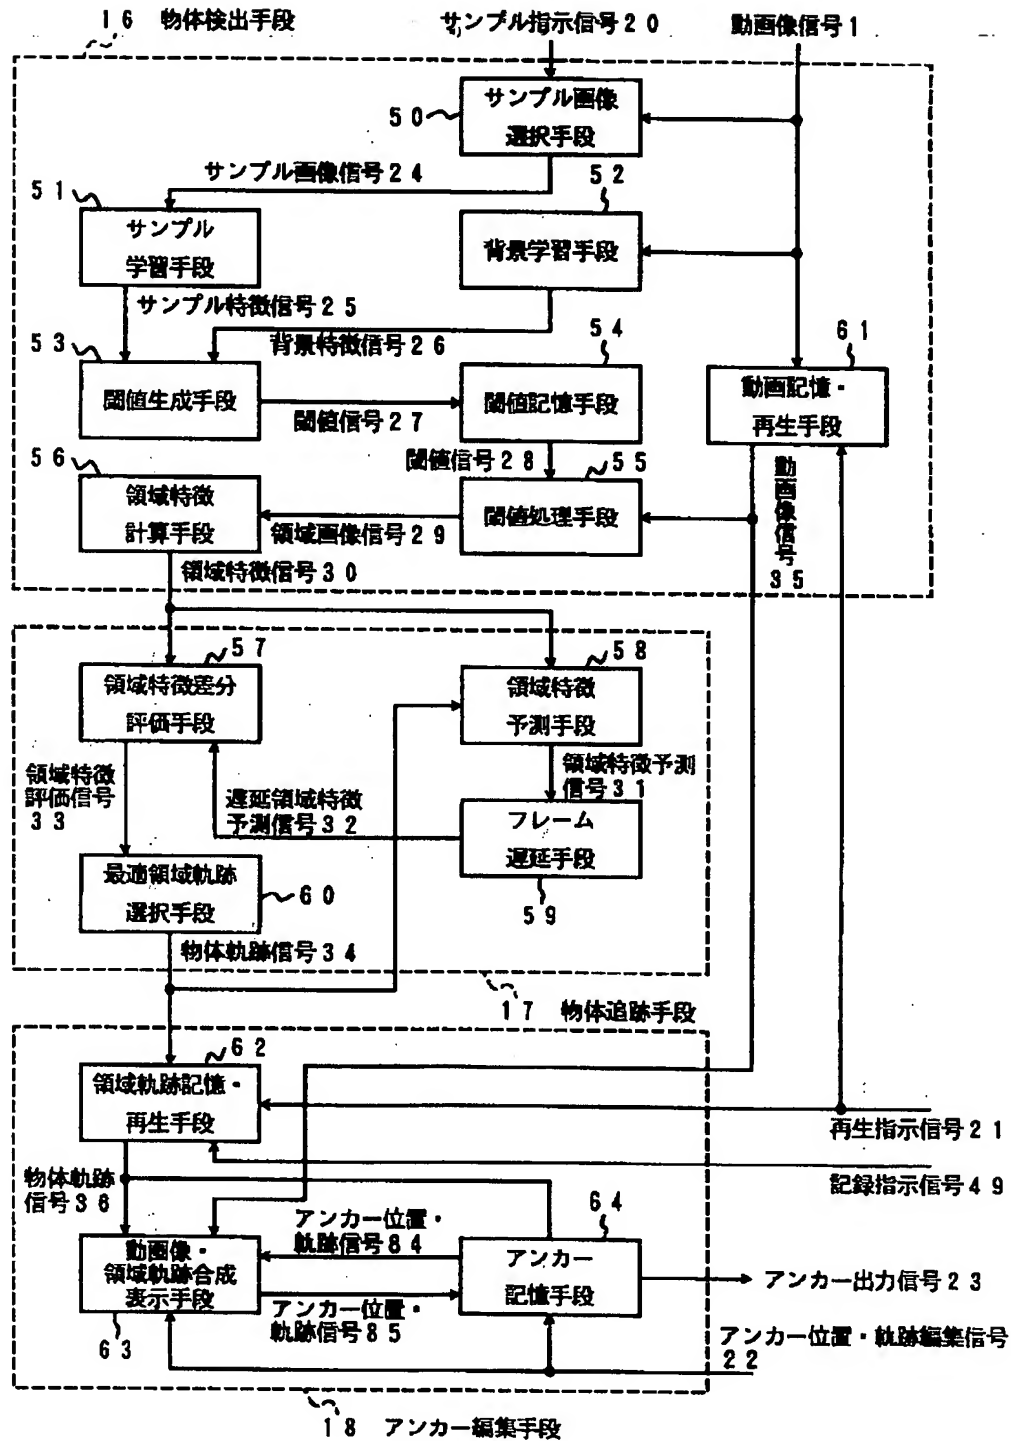 １６ 物体検出手段
サンプル指示信号２０
動画像信号１
５０
サンプル画像
選択手段
サンプル画像信号２４
５１
サンプル
学習手段
５２
背景学習手段
サンプル特徴信号２５
背景特徴信号２６
５３
閾値生成手段
閾値信号２７
５４
閾値記憶手段
６１
動画記憶・
再生手段
閾値信号２８
５５
閾値処理手段
動画像信号
３５
５６
領域特徴
計算手段
領域画像信号２９
領域特徴信号３０
５７
領域特徴差分
評価手段
５８
領域特徴
予測手段
領域特徴予測
信号３１
領域特徴
評価信号
３３
遅延領域特徴
予測信号３２
フレーム
遅延手段
５９
最適領域軌跡
選択手段
６０
物体軌跡信号３４
１７ 物体追跡手段
６２
領域軌跡記憶・
再生手段
再生指示信号２１
記録指示信号４９
物体軌跡
信号３６
アンカー位置・
軌跡信号８４
６４
アンカー
記憶手段
動画像・
領域軌跡合成
表示手段
６３
アンカー位置・
軌跡信号８５
アンカー出力信号２３
アンカー位置・軌跡編集信号
２２
１８ アンカー編集手段